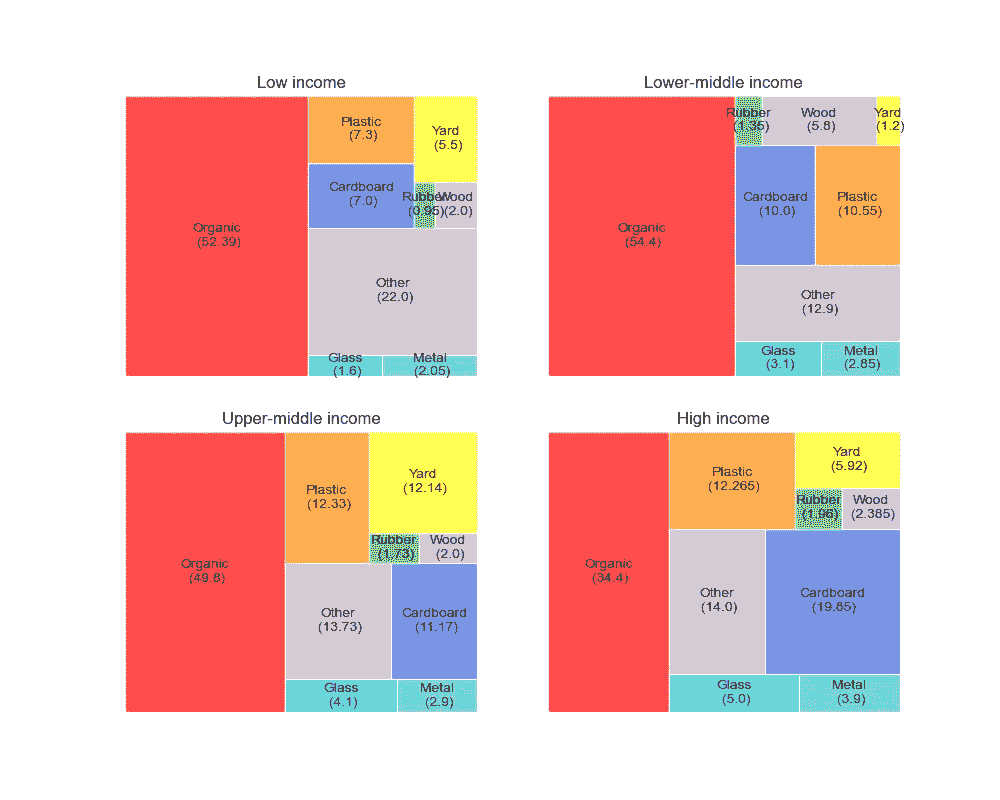 Low income
Organic
(52.39)
Plastic
(7.3)
Yard
(5.5)
Cardboard
(7.0)
Rubber
(0.95)
Wood
(2.0)
Other
(22.0)
Glass
(1.6)
Metal
(2.05)
Lower-middle income
Organic
(54.4)
Rubber
(1.35)
Wood
(5.8)
Yard
(1.2)
Cardboard
(10.0)
Plastic
(10.55)
Other
(12.9)
Glass
(3.1)
Metal
(2.85)
Upper-middle income
Organic
(49.8)
Plastic
(12.33)
Yard
(12.14)
Rubber
(1.73)
Wood
(2.0)
Other
(13.73)
Cardboard
(11.17)
Glass
(4.1)
Metal
(2.9)
High income
Organic
(34.4)
Plastic
(12.265)
Yard
(5.92)
Rubber
(1.96)
Wood
(2.385)
Other
(14.0)
Cardboard
(19.85)
Glass
(5.0)
Metal
(3.9)